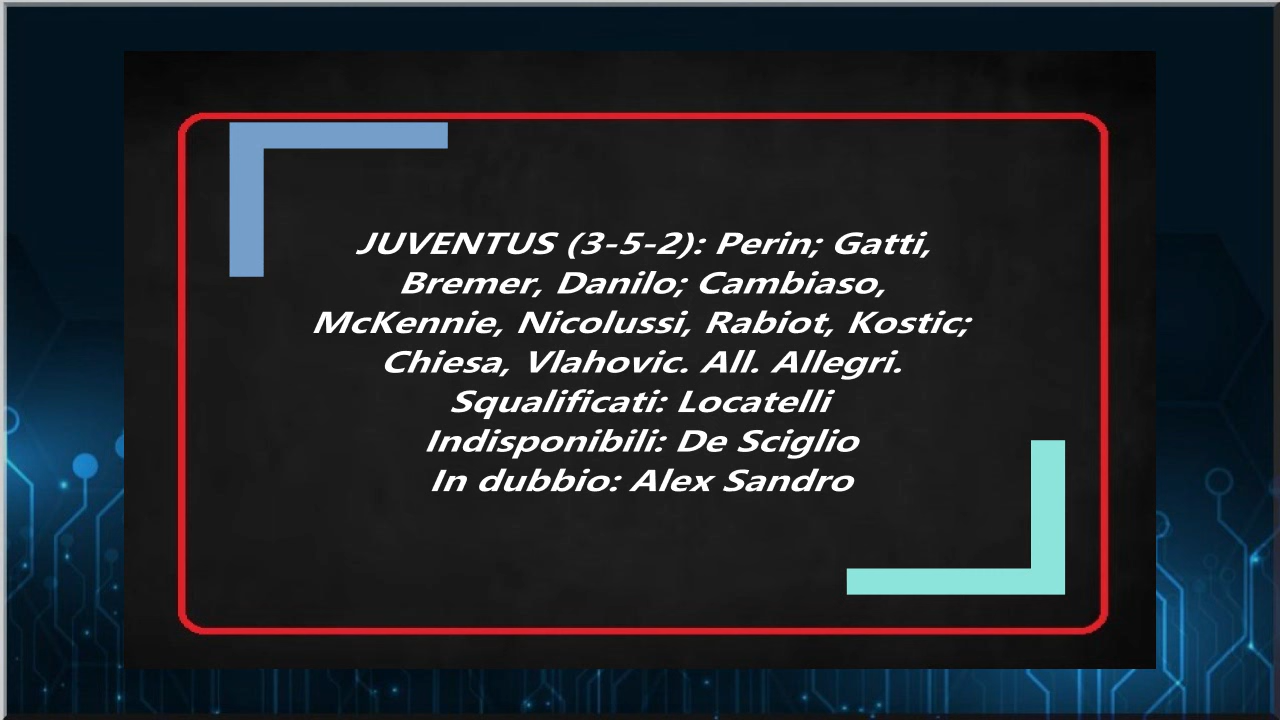 JUVENTUS (3-5-2): Perin; Gatti,
Bremer, Danilo; Cambiaso,
McKennie, Nicolussi, Rabiot, Kostic;
Chiesa, Vlahovic. All. Allegri.
Squalificati: Locatelli
Indisponibili: De Sciglio
In dubbio: Alex Sandro